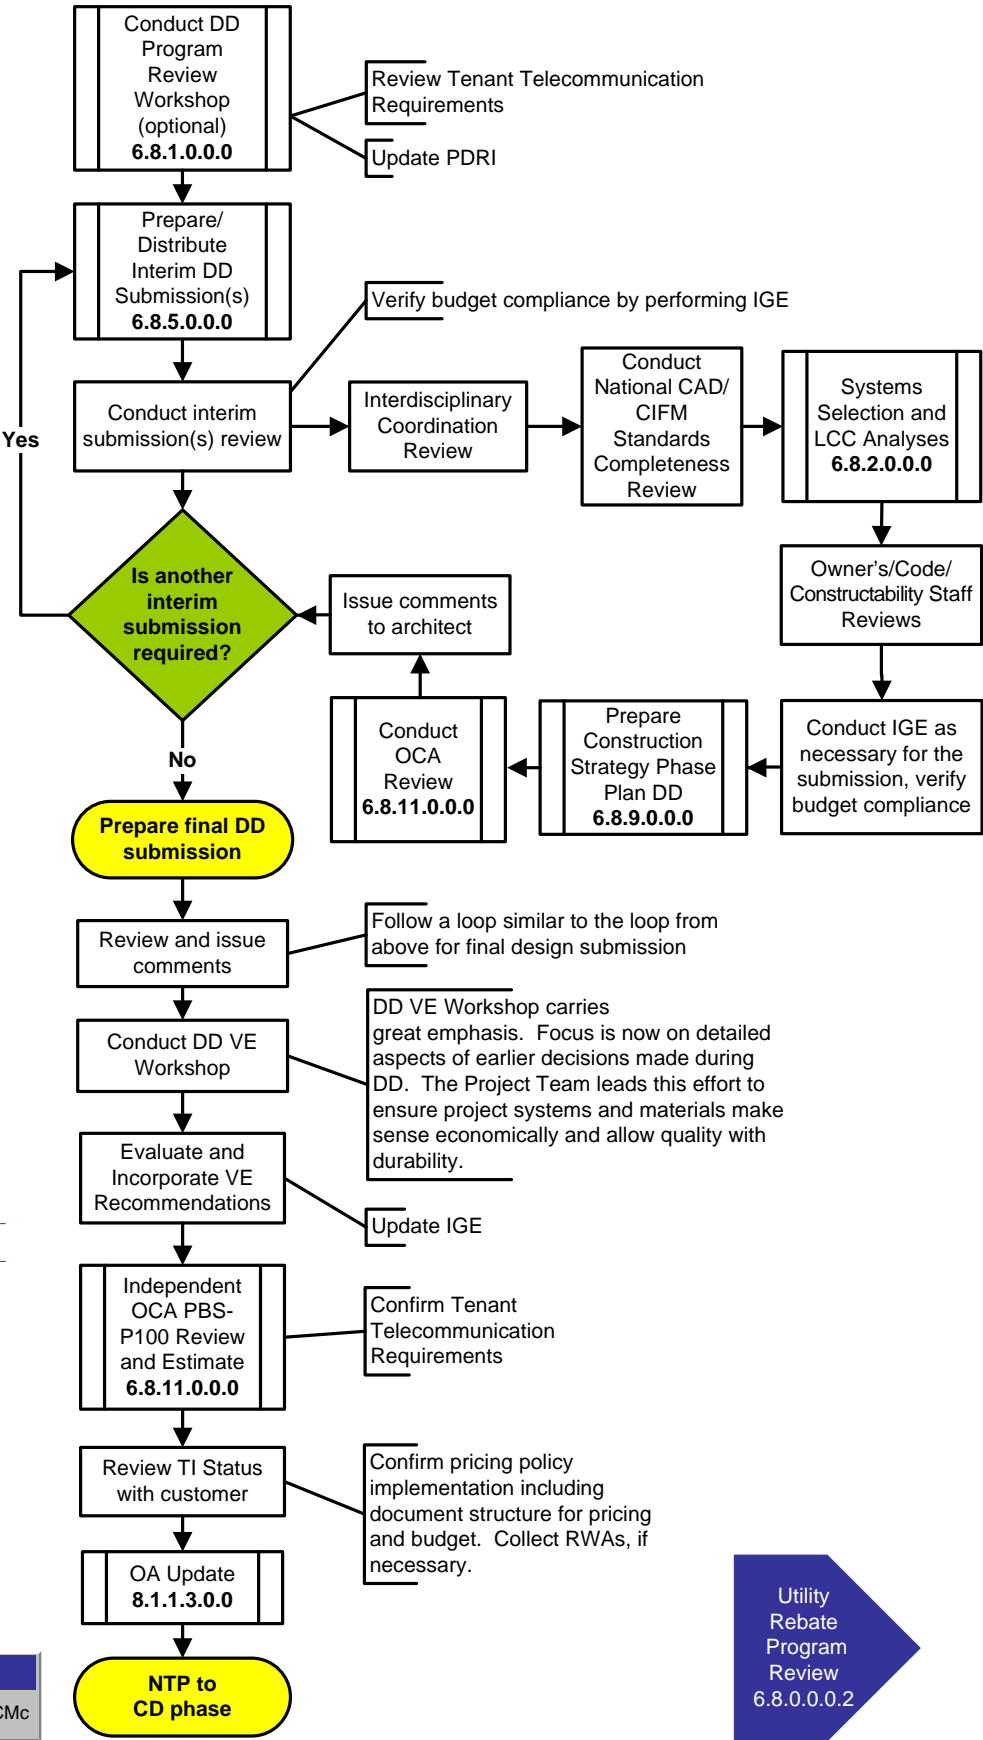 Conduct DD
Program
Review
Workshop
(optional)
6.8.1.0.0.0
Review Tenant Telecommunication
Requirements
Update PDRI
Prepare/
Distribute
Interim DD
Submission(s)
6.8.5.0.0.0
Verify budget compliance by performing IGE
Yes
Conduct interim
submission(s) review
Interdisciplinary
Coordination
Review
Conduct
National CAD/
CIFM
Standards
Completeness
Review
Systems
Selection and
LCC Analyses
6.8.2.0.0.0
Owner's/Code/
Constructability Staff
Reviews
Is another
interim
submission
required?
Issue comments
to architect
Conduct
OCA
Review
6.8.11.0.0.0
Prepare
Construction
Strategy Phase
Plan DD
6.8.9.0.0.0
Conduct IGE as
necessary for the
submission, verify
budget compliance
No
Prepare final DD
submission
Review and issue
comments
Follow a loop similar to the loop from
above for final design submission
Conduct DD VE
Workshop
DD VE Workshop carries
great emphasis.  Focus is now on detailed
aspects of earlier decisions made during
DD.  The Project Team leads this effort to
ensure project systems and materials make
sense economically and allow quality with
durability.
Evaluate and
Incorporate VE
Recommendations
Update IGE
Independent
OCA PBS-
P100 Review
and Estimate
6.8.11.0.0.0
Confirm Tenant
Telecommunication
Requirements
Review TI Status
with customer
Confirm pricing policy
implementation including
document structure for pricing
and budget.  Collect RWAs, if
necessary.
OA Update
8.1.1.3.0.0
NTP to
CD phase
Utility
Rebate
Program
Review
6.8.0.0.0.2
CMc